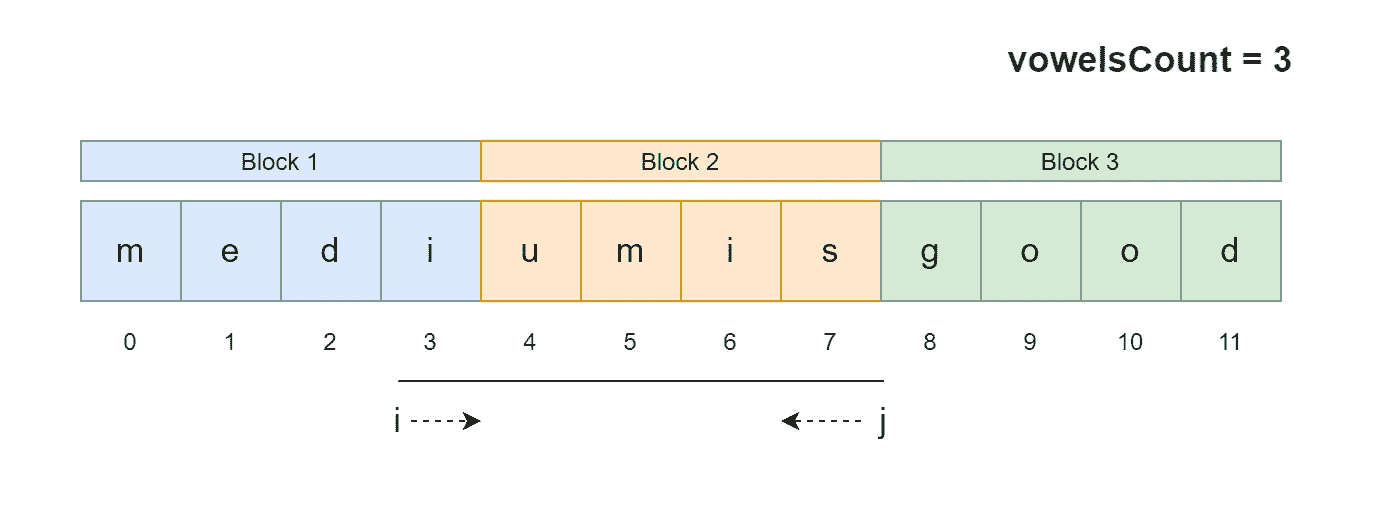 vowelsCount = 3
Block 1 Block 2 Block 3
m e d i u m i s g o o d
0 1 2 3 4 5 6 7 8 9 10 11
i j